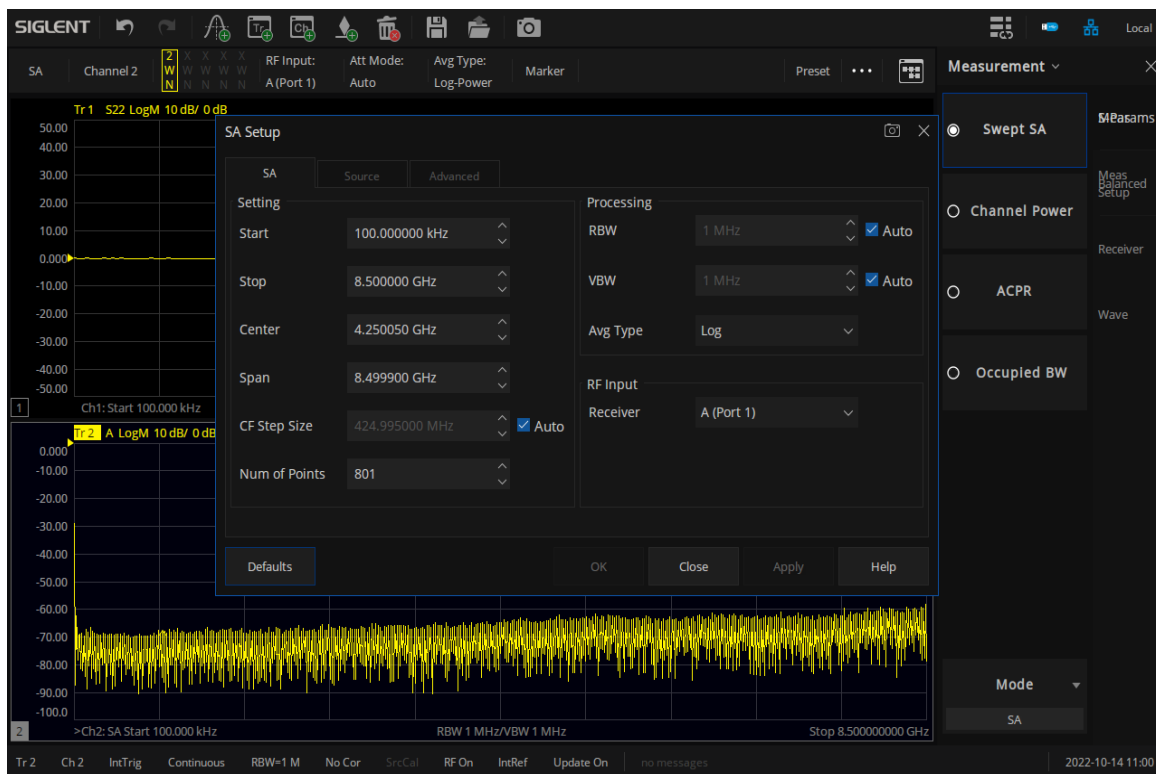 SIGLENT
Tr
Ch
Local
SA
Channel 2
2 X X X X
W W W W W
N N N N N
RF Input:
A (Port 1)
Att Mode:
Auto
Avg Type:
Log-Power
Marker
Preset
Measurement
Tr 1 S22 LogM 10 dB/ 0 dB
50.00
40.00
30.00
20.00
10.00
0.000
-10.00
-20.00
-30.00
-40.00
-50.00
1
Ch1: Start 100.000 kHz
SA Setup
SA
Source
Advanced
Setting
Start
100.000000 kHz
Stop
8.500000 GHz
Center
4.250050 GHz
Span
8.499900 GHz
CF Step Size
424.995000 MHz
Auto
Num of Points
801
Processing
RBW
1 MHz
Auto
VBW
1 MHz
Auto
Avg Type
Log
RF Input
Receiver
A (Port 1)
Defaults
OK
Close
Apply
Help
Swept SA
Channel Power
ACPR
Occupied BW
Meas
Setup
Balanced
Receiver
Wave
Mode
SA
Tr 2 A LogM 10 dB/ 0 dB
0.000
-10.00
-20.00
-30.00
-40.00
-50.00
-60.00
-70.00
-80.00
-90.00
-100.0
2
>Ch2: SA Start 100.000 kHz
RBW 1 MHz/VBW 1 MHz
Stop 8.500000000 GHz
Tr 2
Ch 2
IntTrig
Continuous
RBW=1 M
No Cor
SrcCal
RF On
IntRef
Update On
no messages
2022-10-14 11:00